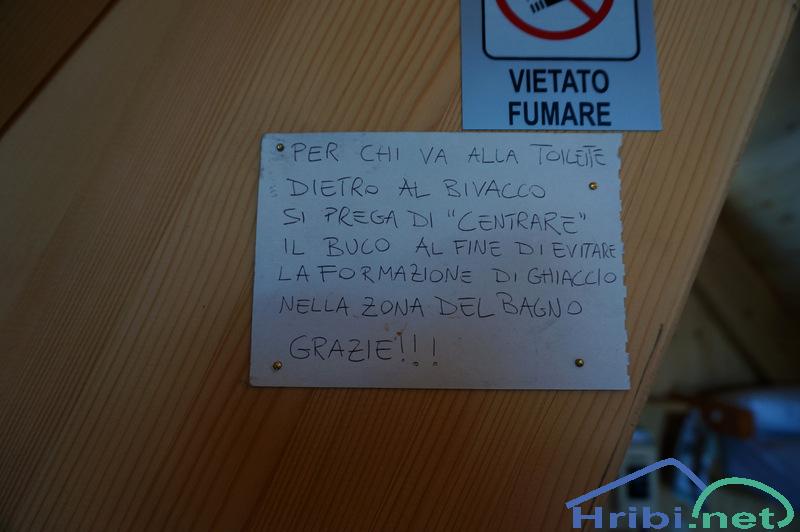 VIETATO
FUMARE
PER CHI VA ALLA TOILETTE
DIETRO AL BIVACCO
SI PREGA DI "CENTRARE"
IL BUCO AL FINE DI EVITARE
LA FORMAZIONE DI GHIACCIO
NELLA ZONA DEL BAGNO
GRAZIE!!!
Hribi.net